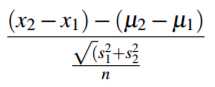 (x₂ – x₁) – (μ₂ – μ₁)
√(s₁²+s₂²
n